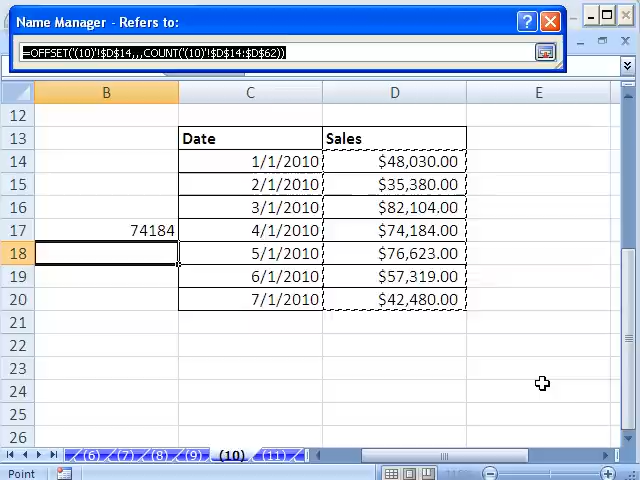 Name Manager - Refers to:
=OFFSET('(10)'!$D$14,,,COUNT('(10)'!$D$14:$D$62))
B C D E
12
13 Date Sales
14 1/1/2010 $48,030.00
15 2/1/2010 $35,380.00
16 3/1/2010 $82,104.00
17 74184 4/1/2010 $74,184.00
18 5/1/2010 $76,623.00
19 6/1/2010 $57,319.00
20 7/1/2010 $42,480.00
21
22
23
24
25
26
(6) (7) (8) (9) (10) (11)
Point